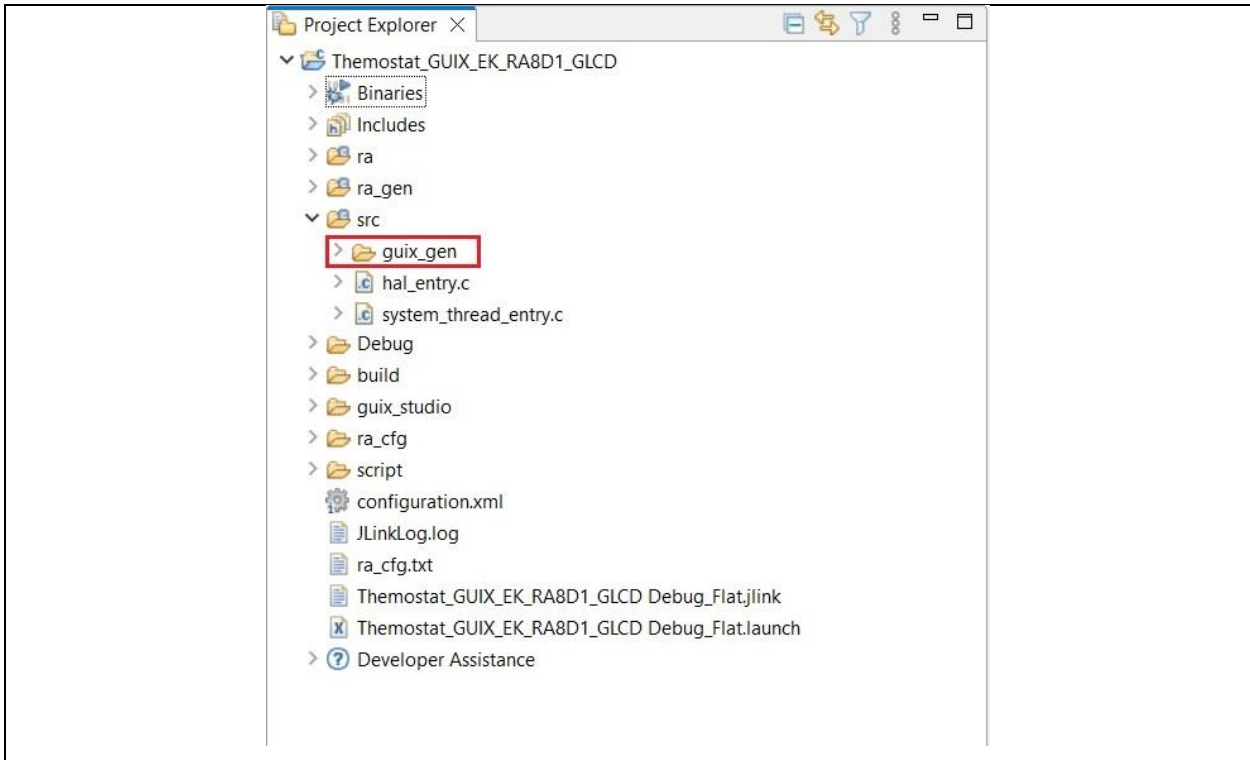 Project Explorer
Themostat_GUIX_EK_RA8D1_GLCD
Binaries
Includes
ra
ra_gen
src
guix_gen
hal_entry.c
system_thread_entry.c
Debug
build
guix_studio
ra_cfg
script
configuration.xml
JLinkLog.log
ra_cfg.txt
Themostat_GUIX_EK_RA8D1_GLCD Debug_Flat.jlink
Themostat_GUIX_EK_RA8D1_GLCD Debug_Flat.launch
Developer Assistance